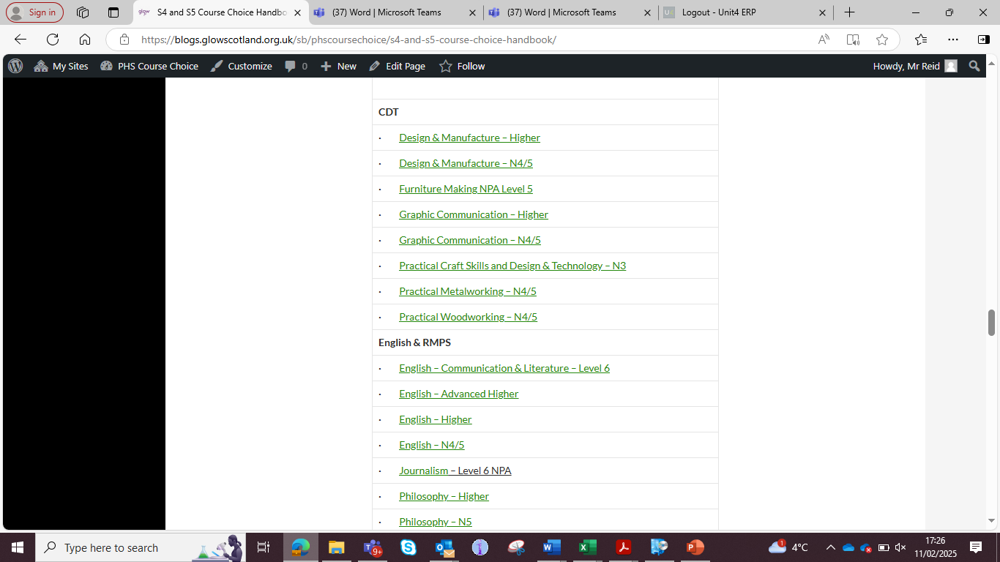 Sign in
glow S4 and S5 Course Choice Handbo
(37) Word | Microsoft Teams
(37) Word | Microsoft Teams
Logout - Unit4 ERP
https://blogs.glowscotland.org.uk/sb/phscoursechoice/s4-and-s5-course-choice-handbook/
My Sites PHS Course Choice Customize 0 New Edit Page Follow Howdy, Mr Reid
CDT
· Design & Manufacture – Higher
· Design & Manufacture – N4/5
· Furniture Making NPA Level 5
· Graphic Communication – Higher
· Graphic Communication – N4/5
· Practical Craft Skills and Design & Technology – N3
· Practical Metalworking – N4/5
· Practical Woodworking – N4/5
English & RMPS
· English – Communication & Literature – Level 6
· English – Advanced Higher
· English – Higher
· English – N4/5
· Journalism – Level 6 NPA
· Philosophy – Higher
· Philosophy – N5
Type here to search
9+
1
4°C
17:26
11/02/2025